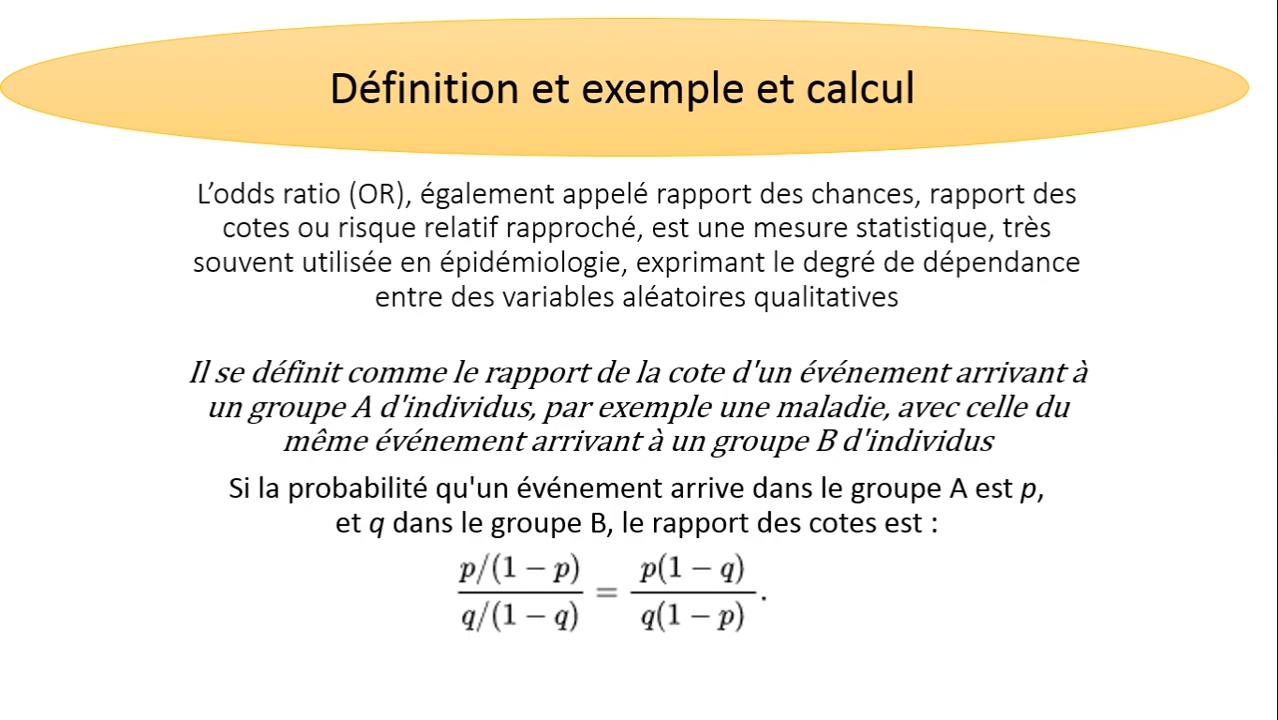 Définition et exemple et calcul
L’odds ratio (OR), également appelé rapport des chances, rapport des
cotes ou risque relatif rapproché, est une mesure statistique, très
souvent utilisée en épidémiologie, exprimant le degré de dépendance
entre des variables aléatoires qualitatives
Il se définit comme le rapport de la cote d'un événement arrivant à
un groupe A d'individus, par exemple une maladie, avec celle du
même événement arrivant à un groupe B d'individus
Si la probabilité qu'un événement arrive dans le groupe A est p,
et q dans le groupe B, le rapport des cotes est :
p/(1 − p) = p(1 − q)
q/(1 − q) q(1 − p) .